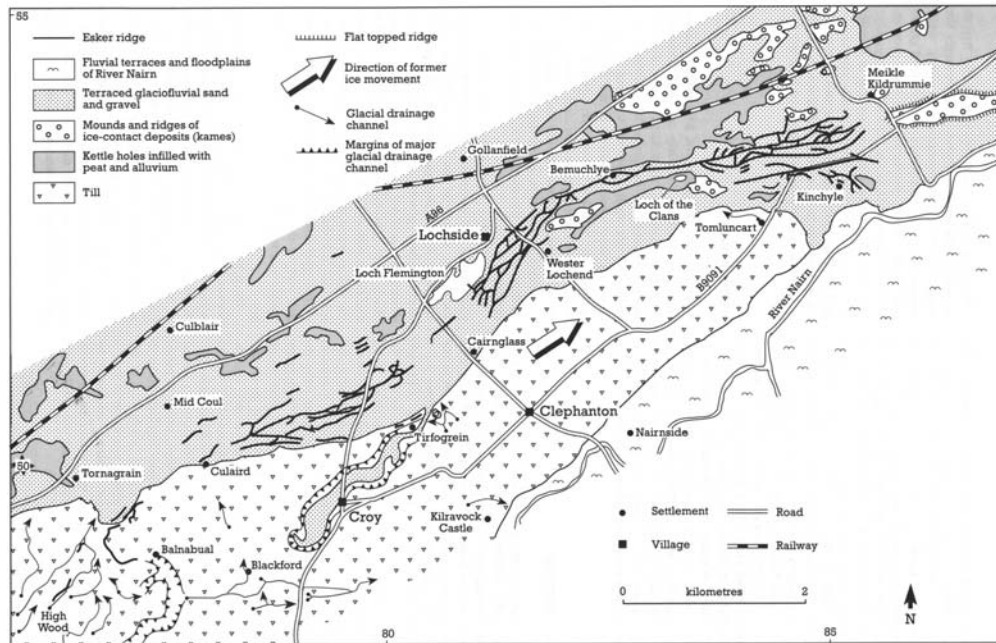 55
Esker ridge
Fluvial terraces and floodplains
of River Nairn
Terraced glaciofluvial sand
and gravel
Mounds and ridges of
ice-contact deposits (kames)
Kettle holes infilled with
peat and alluvium
Till
Flat topped ridge
Direction of former
ice movement
Glacial drainage
channel
Margins of major
glacial drainage
channel
Meikle
Kildrummie
Gollanfield
Bemuchlye
Kinchyle
Loch of the
Clans
A96
Lochside
Tomluncart
Wester
Lochend
Loch Flemington
B9091
River Nairn
Culblair
Cairnglass
Mid Coul
Clephanton
Tirfogrein
Nairnside
50
Tornagrain
Culaird
Croy
Kilravock
Castle
Settlement
Road
Village
Railway
Balnabual
Blackford
High
Wood
0 2
kilometres
N
80
85